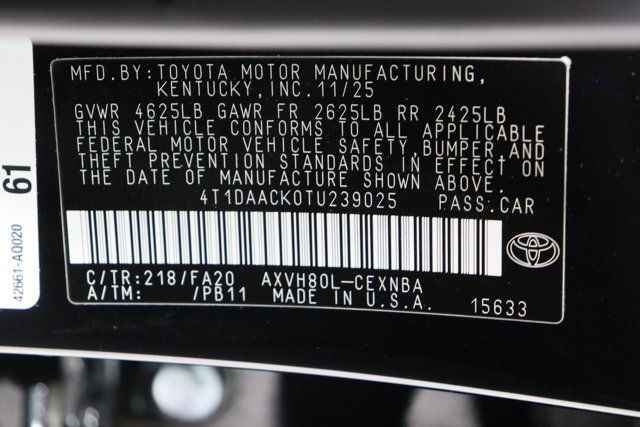 MFD. BY: TOYOTA MOTOR MANUFACTURING,
KENTUCKY, INC. 11/25
GVWR 4625LB GAWR FR 2625LB RR 2425LB
THIS VEHICLE CONFORMS TO ALL APPLICABLE
FEDERAL MOTOR VEHICLE SAFETY, BUMPER, AND
THEFT PREVENTION STANDARDS IN EFFECT ON
THE DATE OF MANUFACTURE SHOWN ABOVE.
4T1DAACK0TU239025 PASS. CAR
C/TR: 218/FA20 AXVH80L-CEXNBA
A/TM: /PB11 MADE IN U.S.A. 15633
61
42661-AQ020